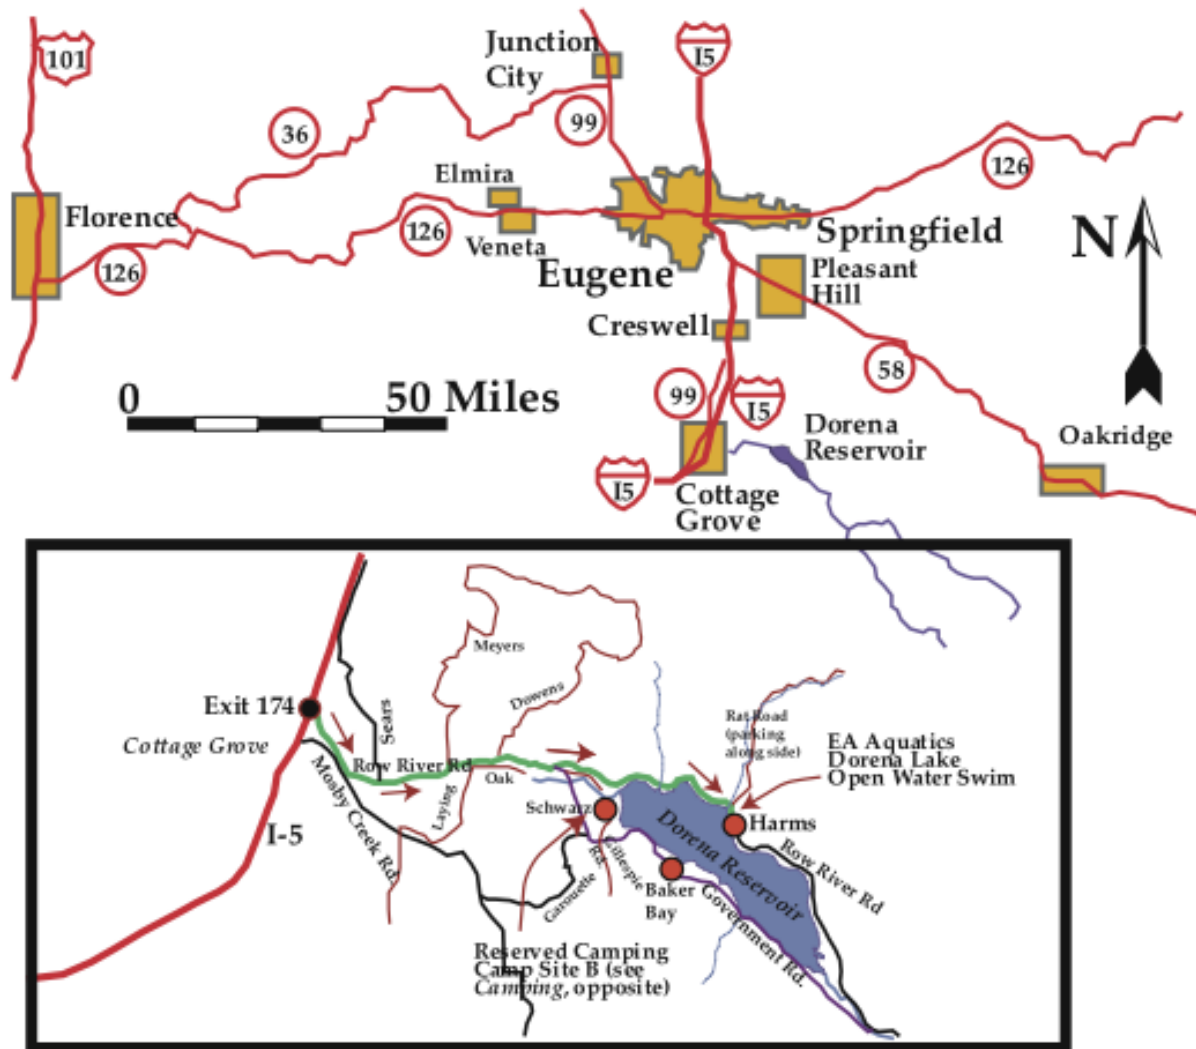 101
Junction
City
I5
36
99
126
Elmira
Florence
126
Veneta
Springfield
126
Eugene
Pleasant
Hill
N
Creswell
58
0 50 Miles
99
I5
Dorena
Reservoir
Oakridge
I5
Cottage
Grove
Meyers
Dowens
Exit 174
Sears
Cottage Grove
Rat Road
(parking
along side)
EA Aquatics
Dorena Lake
Open Water Swim
Row River Rd
Oak
Mosby Creek Rd.
Laying
Schwarz
Rd.
Gillespie
Dorena Reservoir
Harms
I-5
Row River Rd
Garoutte
Baker
Bay
Government Rd.
Reserved Camping
Camp Site B (see
Camping, opposite)